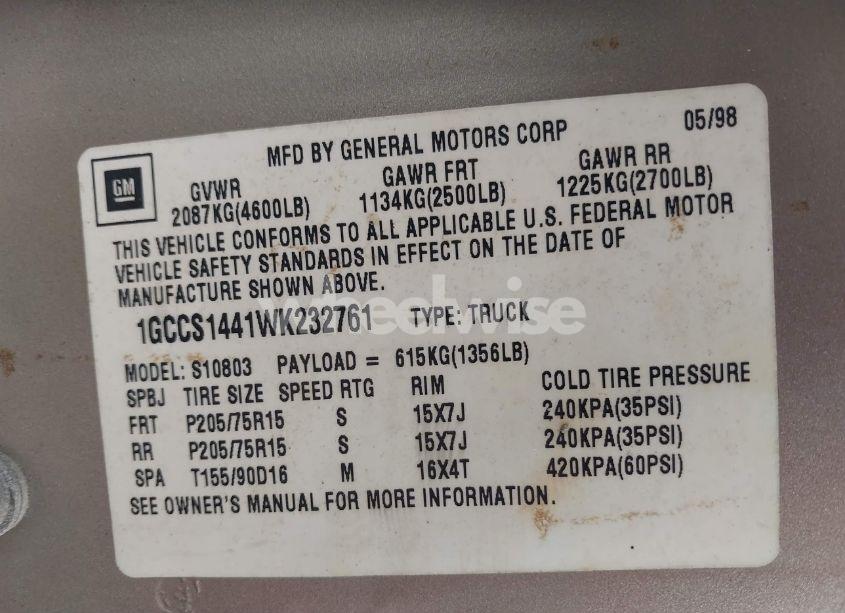 MFD BY GENERAL MOTORS CORP 05/98
GM
GVWR GAWR FRT GAWR RR
2087KG(4600LB) 1134KG(2500LB) 1225KG(2700LB)
THIS VEHICLE CONFORMS TO ALL APPLICABLE U.S. FEDERAL MOTOR
VEHICLE SAFETY STANDARDS IN EFFECT ON THE DATE OF
MANUFACTURE SHOWN ABOVE.
1GCCS1441WK232761 TYPE: TRUCK
wheelwise
MODEL: S10803 PAYLOAD = 615KG(1356LB)
SPBJ TIRE SIZE SPEED RTG RIM COLD TIRE PRESSURE
FRT P205/75R15 S 15X7J 240KPA(35PSI)
RR P205/75R15 S 15X7J 240KPA(35PSI)
SPA T155/90D16 M 16X4T 420KPA(60PSI)
SEE OWNER'S MANUAL FOR MORE INFORMATION.